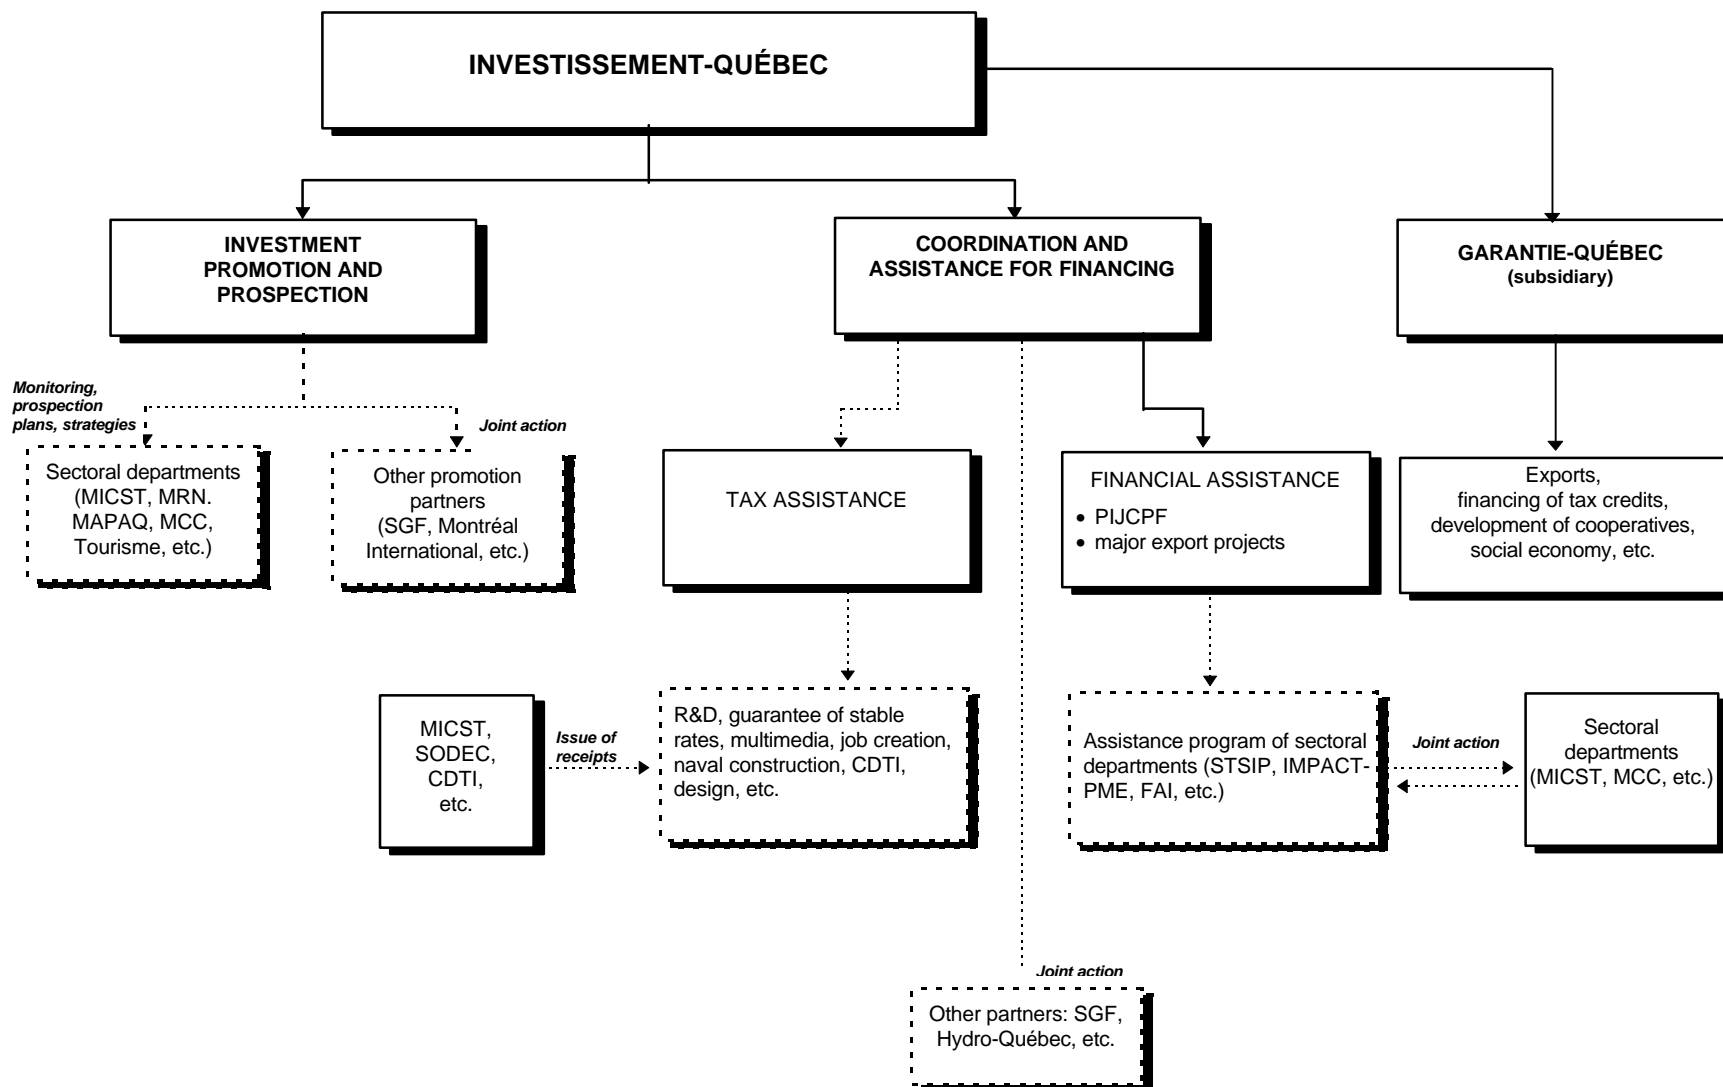 INVESTISSEMENT-QUÉBEC
INVESTMENT
PROMOTION AND
PROSPECTION
COORDINATION AND
ASSISTANCE FOR FINANCING
GARANTIE-QUÉBEC
(subsidiary)
Monitoring,
prospection
plans, strategies
Joint action
Sectoral departments
(MICST, MRN.
MAPAQ, MCC,
Tourisme, etc.)
Other promotion
partners
(SGF, Montréal
International, etc.)
TAX ASSISTANCE
FINANCIAL ASSISTANCE
• PIJCPF
• major export projects
Exports,
financing of tax credits,
development of cooperatives,
social economy, etc.
MICST,
SODEC,
CDTI,
etc.
Issue of
receipts
R&D, guarantee of stable
rates, multimedia, job creation,
naval construction, CDTI,
design, etc.
Assistance program of sectoral
departments (STSIP, IMPACT-
PME, FAI, etc.)
Joint action
Sectoral
departments
(MICST, MCC, etc.)
Joint action
Other partners: SGF,
Hydro-Québec, etc.